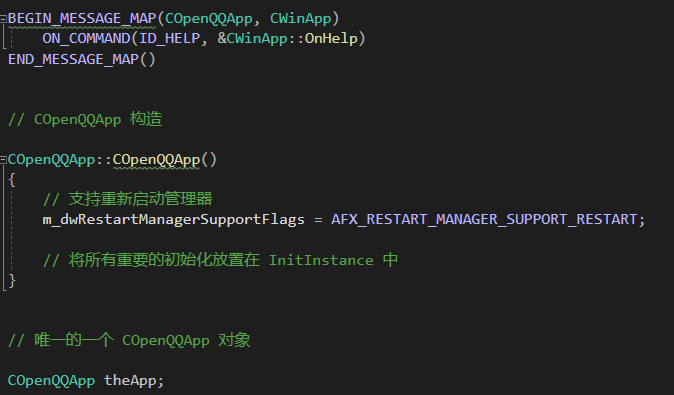 BEGIN_MESSAGE_MAP(COpenQQApp, CWinApp)
    ON_COMMAND(ID_HELP, &CWinApp::OnHelp)
END_MESSAGE_MAP()
// COpenQQApp 构造
COpenQQApp::COpenQQApp()
{
    // 支持重新启动管理器
    m_dwRestartManagerSupportFlags = AFX_RESTART_MANAGER_SUPPORT_RESTART;
    // 将所有重要的初始化放置在 InitInstance 中
}
// 唯一的一个 COpenQQApp 对象
COpenQQApp theApp;